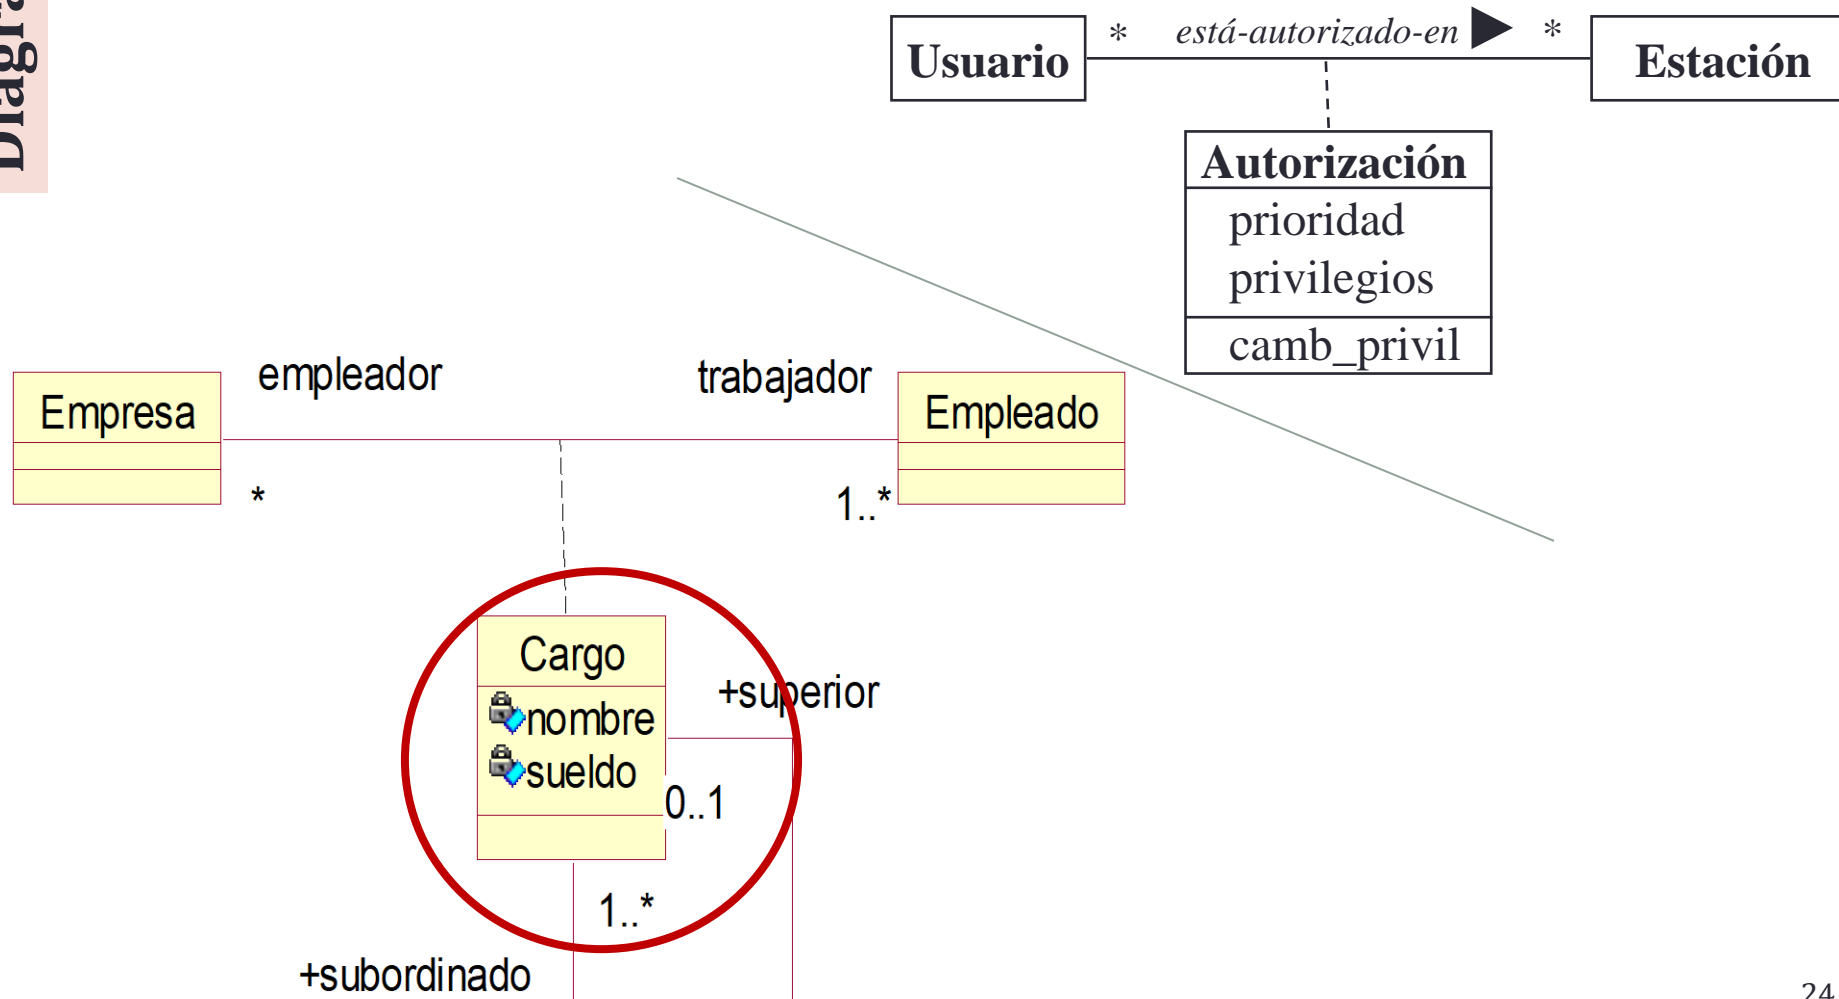 Diagra
Usuario
*
está-autorizado-en
*
Estación
Autorización
prioridad
privilegios
camb_privil
Empresa
empleador
*
trabajador
1..*
Empleado
Cargo
nombre
sueldo
+superior
0..1
1..*
+subordinado
24